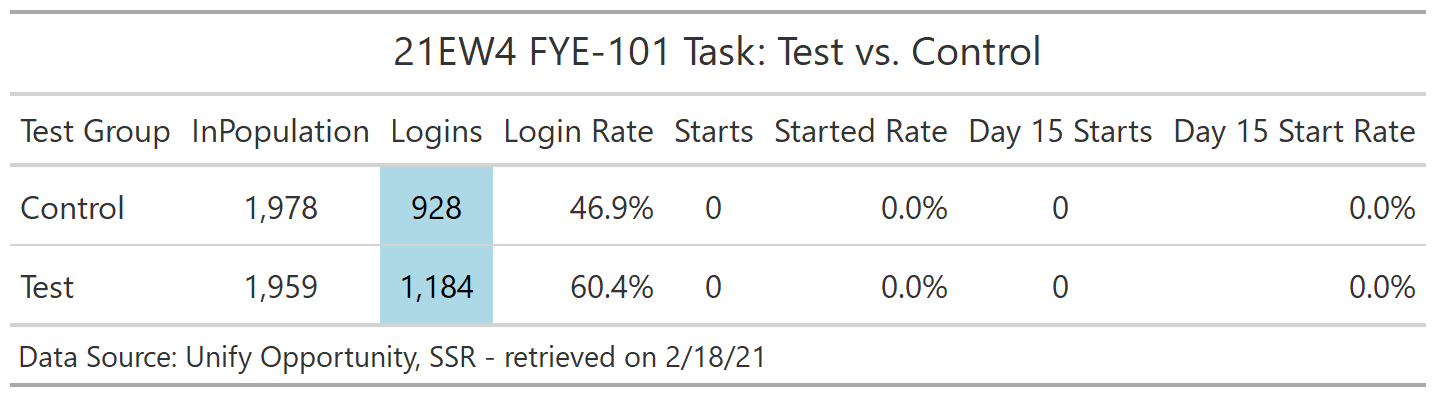 21EW4 FYE-101 Task: Test vs. Control
Test Group InPopulation Logins Login Rate Starts Started Rate Day 15 Starts Day 15 Start Rate
Control 1,978 928 46.9% 0 0.0% 0 0.0%
Test 1,959 1,184 60.4% 0 0.0% 0 0.0%
Data Source: Unify Opportunity, SSR - retrieved on 2/18/21